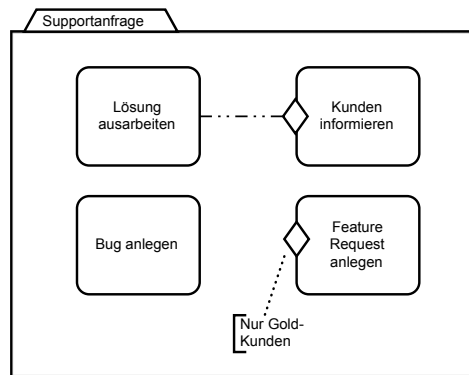 Supportanfrage
Lösung
ausarbeiten
Kunden
informieren
Bug anlegen
Feature
Request
anlegen
Nur Gold-
Kunden